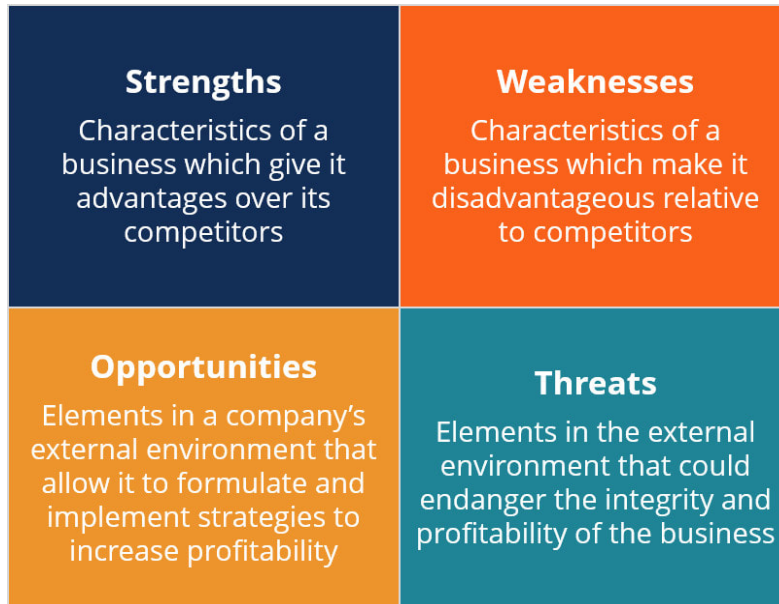 Strengths
Characteristics of a
business which give it
advantages over its
competitors
Weaknesses
Characteristics of a
business which make it
disadvantageous relative
to competitors
Opportunities
Elements in a company’s
external environment that
allow it to formulate and
implement strategies to
increase profitability
Threats
Elements in the external
environment that could
endanger the integrity and
profitability of the business